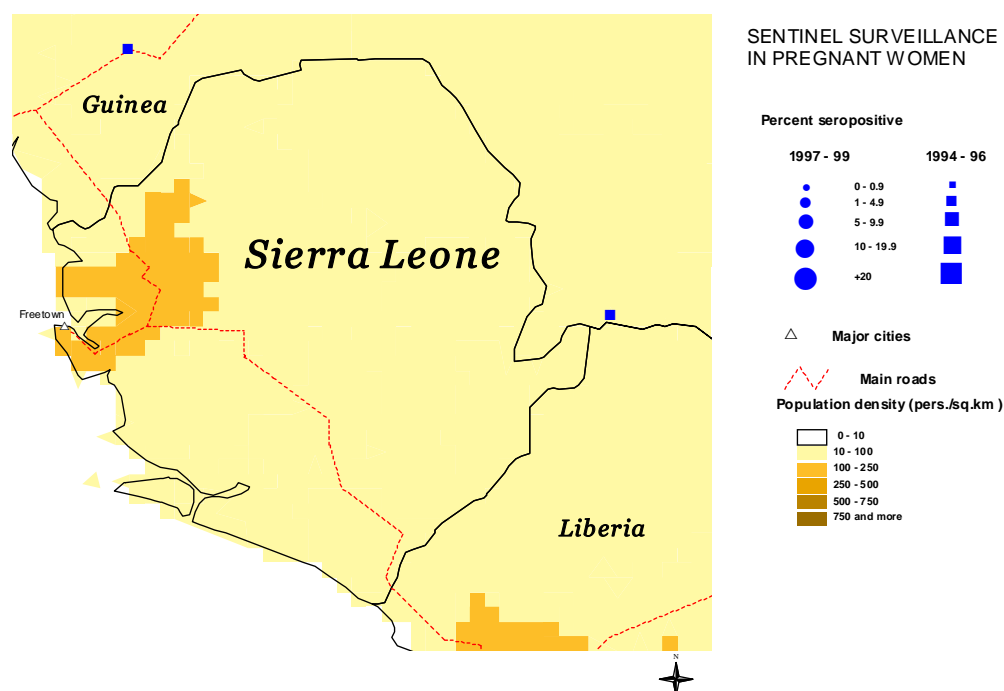 SENTINEL SURVEILLANCE
IN PREGNANT WOMEN
Guinea
Percent seropositive
1997 - 99
1994 - 96
0 - 0.9
1 - 4.9
5 - 9.9
10 - 19.9
+20
Sierra Leone
Freetown
Major cities
Main roads
Population density (pers./sq.km )
0 - 10
10 - 100
100 - 250
250 - 500
500 - 750
750 and more
Liberia
N